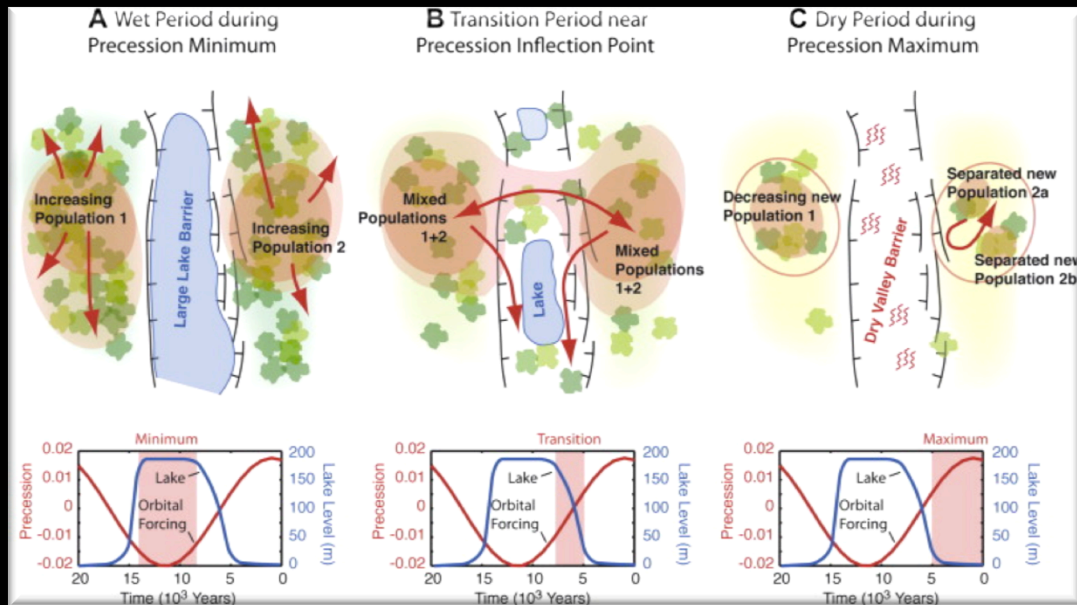 A Wet Period during
Precession Minimum
B Transition Period near
Precession Inflection Point
C Dry Period during
Precession Maximum
Increasing
Population 1
Large Lake Barrier
Increasing
Population 2
Mixed
Populations
1+2
Lake
Mixed
Populations
1+2
Decreasing new
Population 1
Dry Valley Barrier
Separated new
Population 2a
Separated new
Population 2b
Minimum
Precession
0.02
0.01
0
-0.01
-0.02
Lake
Orbital
Forcing
200
150
100
50
0
Lake Level (m)
20
10
5
0
Time (10³ Years)
Transition
Precession
0.02
0.01
0
-0.01
-0.02
Lake
Orbital
Forcing
200
150
100
50
0
Lake Level (m)
20
10
5
0
Time (10³ Years)
Maximum
Precession
0.02
0.01
0
-0.01
-0.02
Lake
Orbital
Forcing
200
150
100
50
0
Lake Level (m)
20
15
10
5
0
Time (10³ Years)